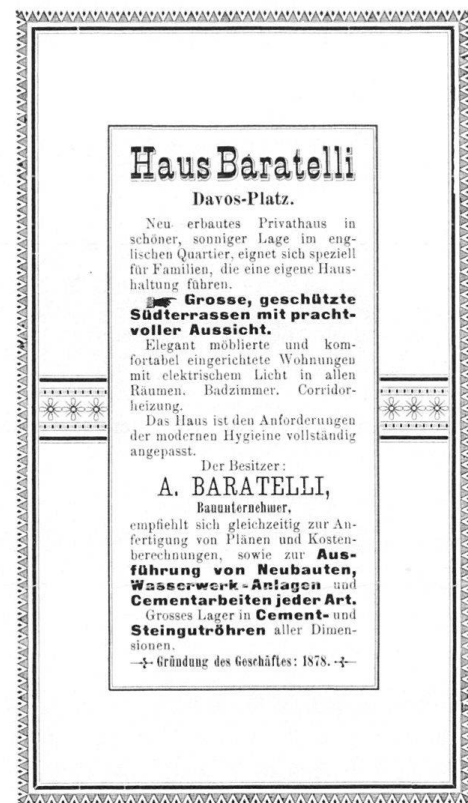 Haus Baratelli
Davos-Platz.
Neu erbautes Privathaus in
schöner, sonniger Lage im eng-
lischen Quartier, eignet sich speziell
für Familien, die eine eigene Haus-
haltung führen.
☛ Grosse, geschützte
Südterrassen mit pracht-
voller Aussicht.
Elegant möblierte und kom-
fortabel eingerichtete Wohnungen
mit elektrischem Licht in allen
Räumen. Badzimmer. Corridor-
heizung.
Das Haus ist den Anforderungen
der modernen Hygieine vollständig
angepasst.
Der Besitzer:
A. BARATELLI,
Bauunternehmer,
empfiehlt sich gleichzeitig zur An-
fertigung von Plänen und Kosten-
berechnungen, sowie zur Aus-
führung von Neubauten,
Wasserwerk-Anlagen und
Cementarbeiten jeder Art.
Grosses Lager in Cement- und
Steingutröhren aller Dimen-
sionen.
Gründung des Geschäftes: 1878.